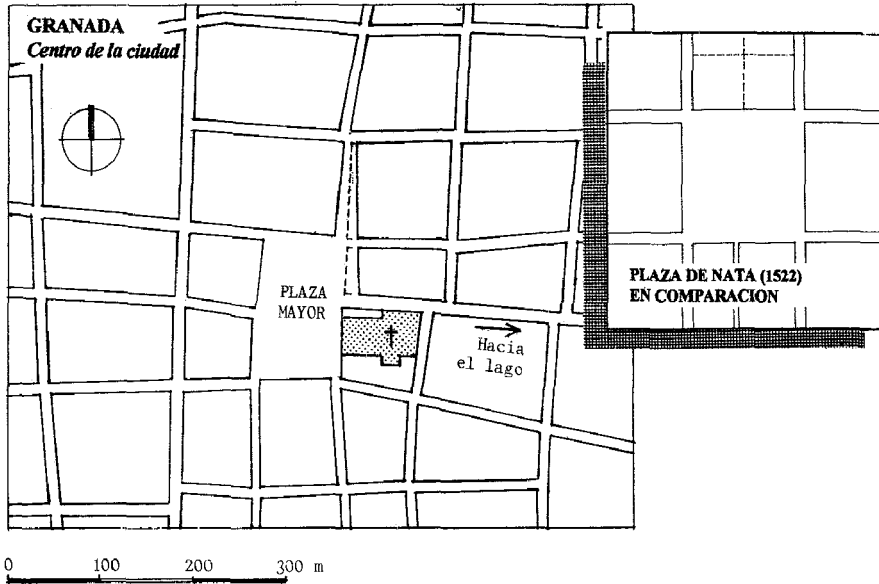 GRANADA
Centro de la ciudad
PLAZA
MAYOR
Hacia
el lago
PLAZA DE NATA (1522)
EN COMPARACION
0 100 200 300 m